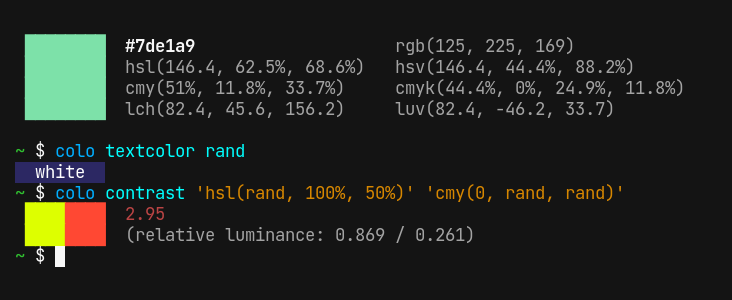 #7de1a9 rgb(125, 225, 169)
hsl(146.4, 62.5%, 68.6%) hsv(146.4, 44.4%, 88.2%)
cmy(51%, 11.8%, 33.7%) cmyk(44.4%, 0%, 24.9%, 11.8%)
lch(82.4, 45.6, 156.2) luv(82.4, -46.2, 33.7)
~ $ colo textcolor rand
white
~ $ colo contrast 'hsl(rand, 100%, 50%)' 'cmy(0, rand, rand)'
2.95
(relative luminance: 0.869 / 0.261)
~ $